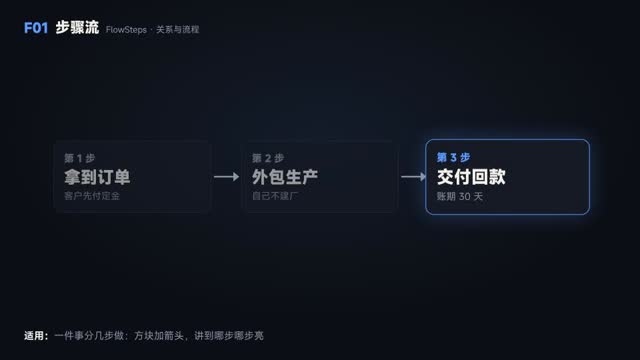 F01 步骤流 FlowSteps · 关系与流程
第 1 步
拿到订单
客户先付定金
第 2 步
外包生产
自己不建厂
第 3 步
交付回款
账期 30 天
适用：一件事分几步做：方块加箭头，讲到哪步哪步亮